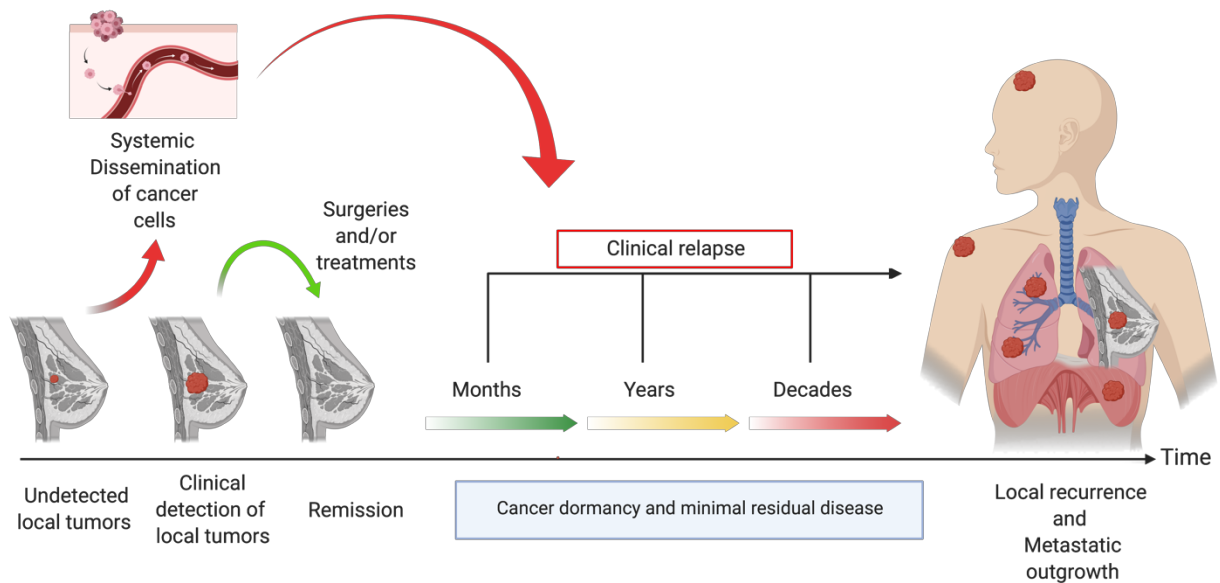 Systemic
Dissemination
of cancer
cells
Surgeries
and/or
treatments
Clinical relapse
Months
Years
Decades
Time
Undetected
local tumors
Clinical
detection of
local tumors
Remission
Cancer dormancy and minimal residual disease
Local recurrence
and
Metastatic
outgrowth